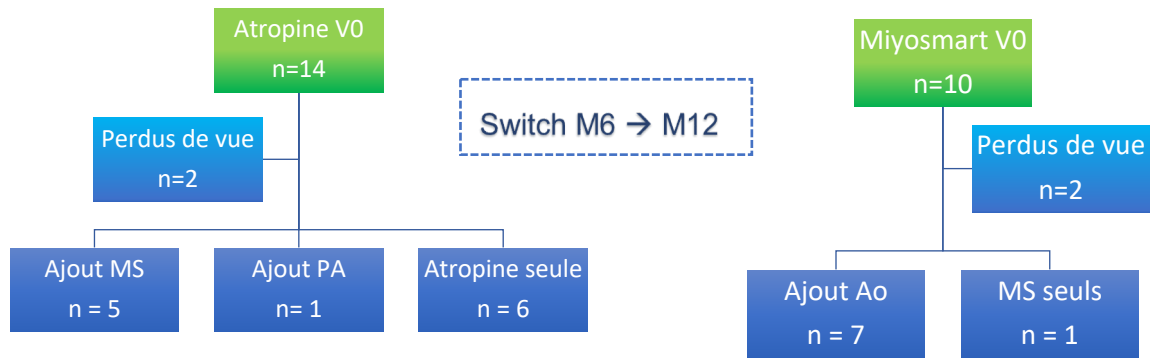 Atropine V0
n=14
Perdus de vue
n=2
Ajout MS
n = 5
Ajout PA
n= 1
Atropine seule
n = 6
Switch M6 → M12
Miyosmart V0
n=10
Perdus de vue
n=2
Ajout Ao
n = 7
MS seuls
n = 1